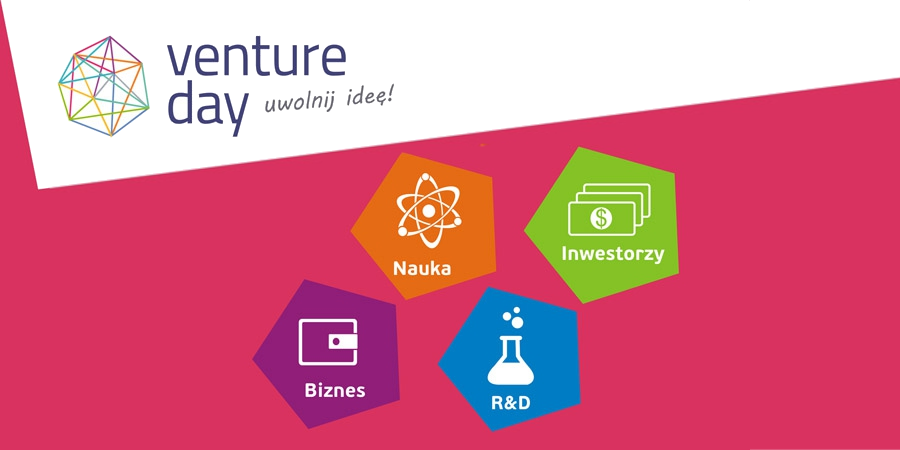 venture
day uwolnij ideę!
Nauka
Inwestorzy
Biznes
R&D